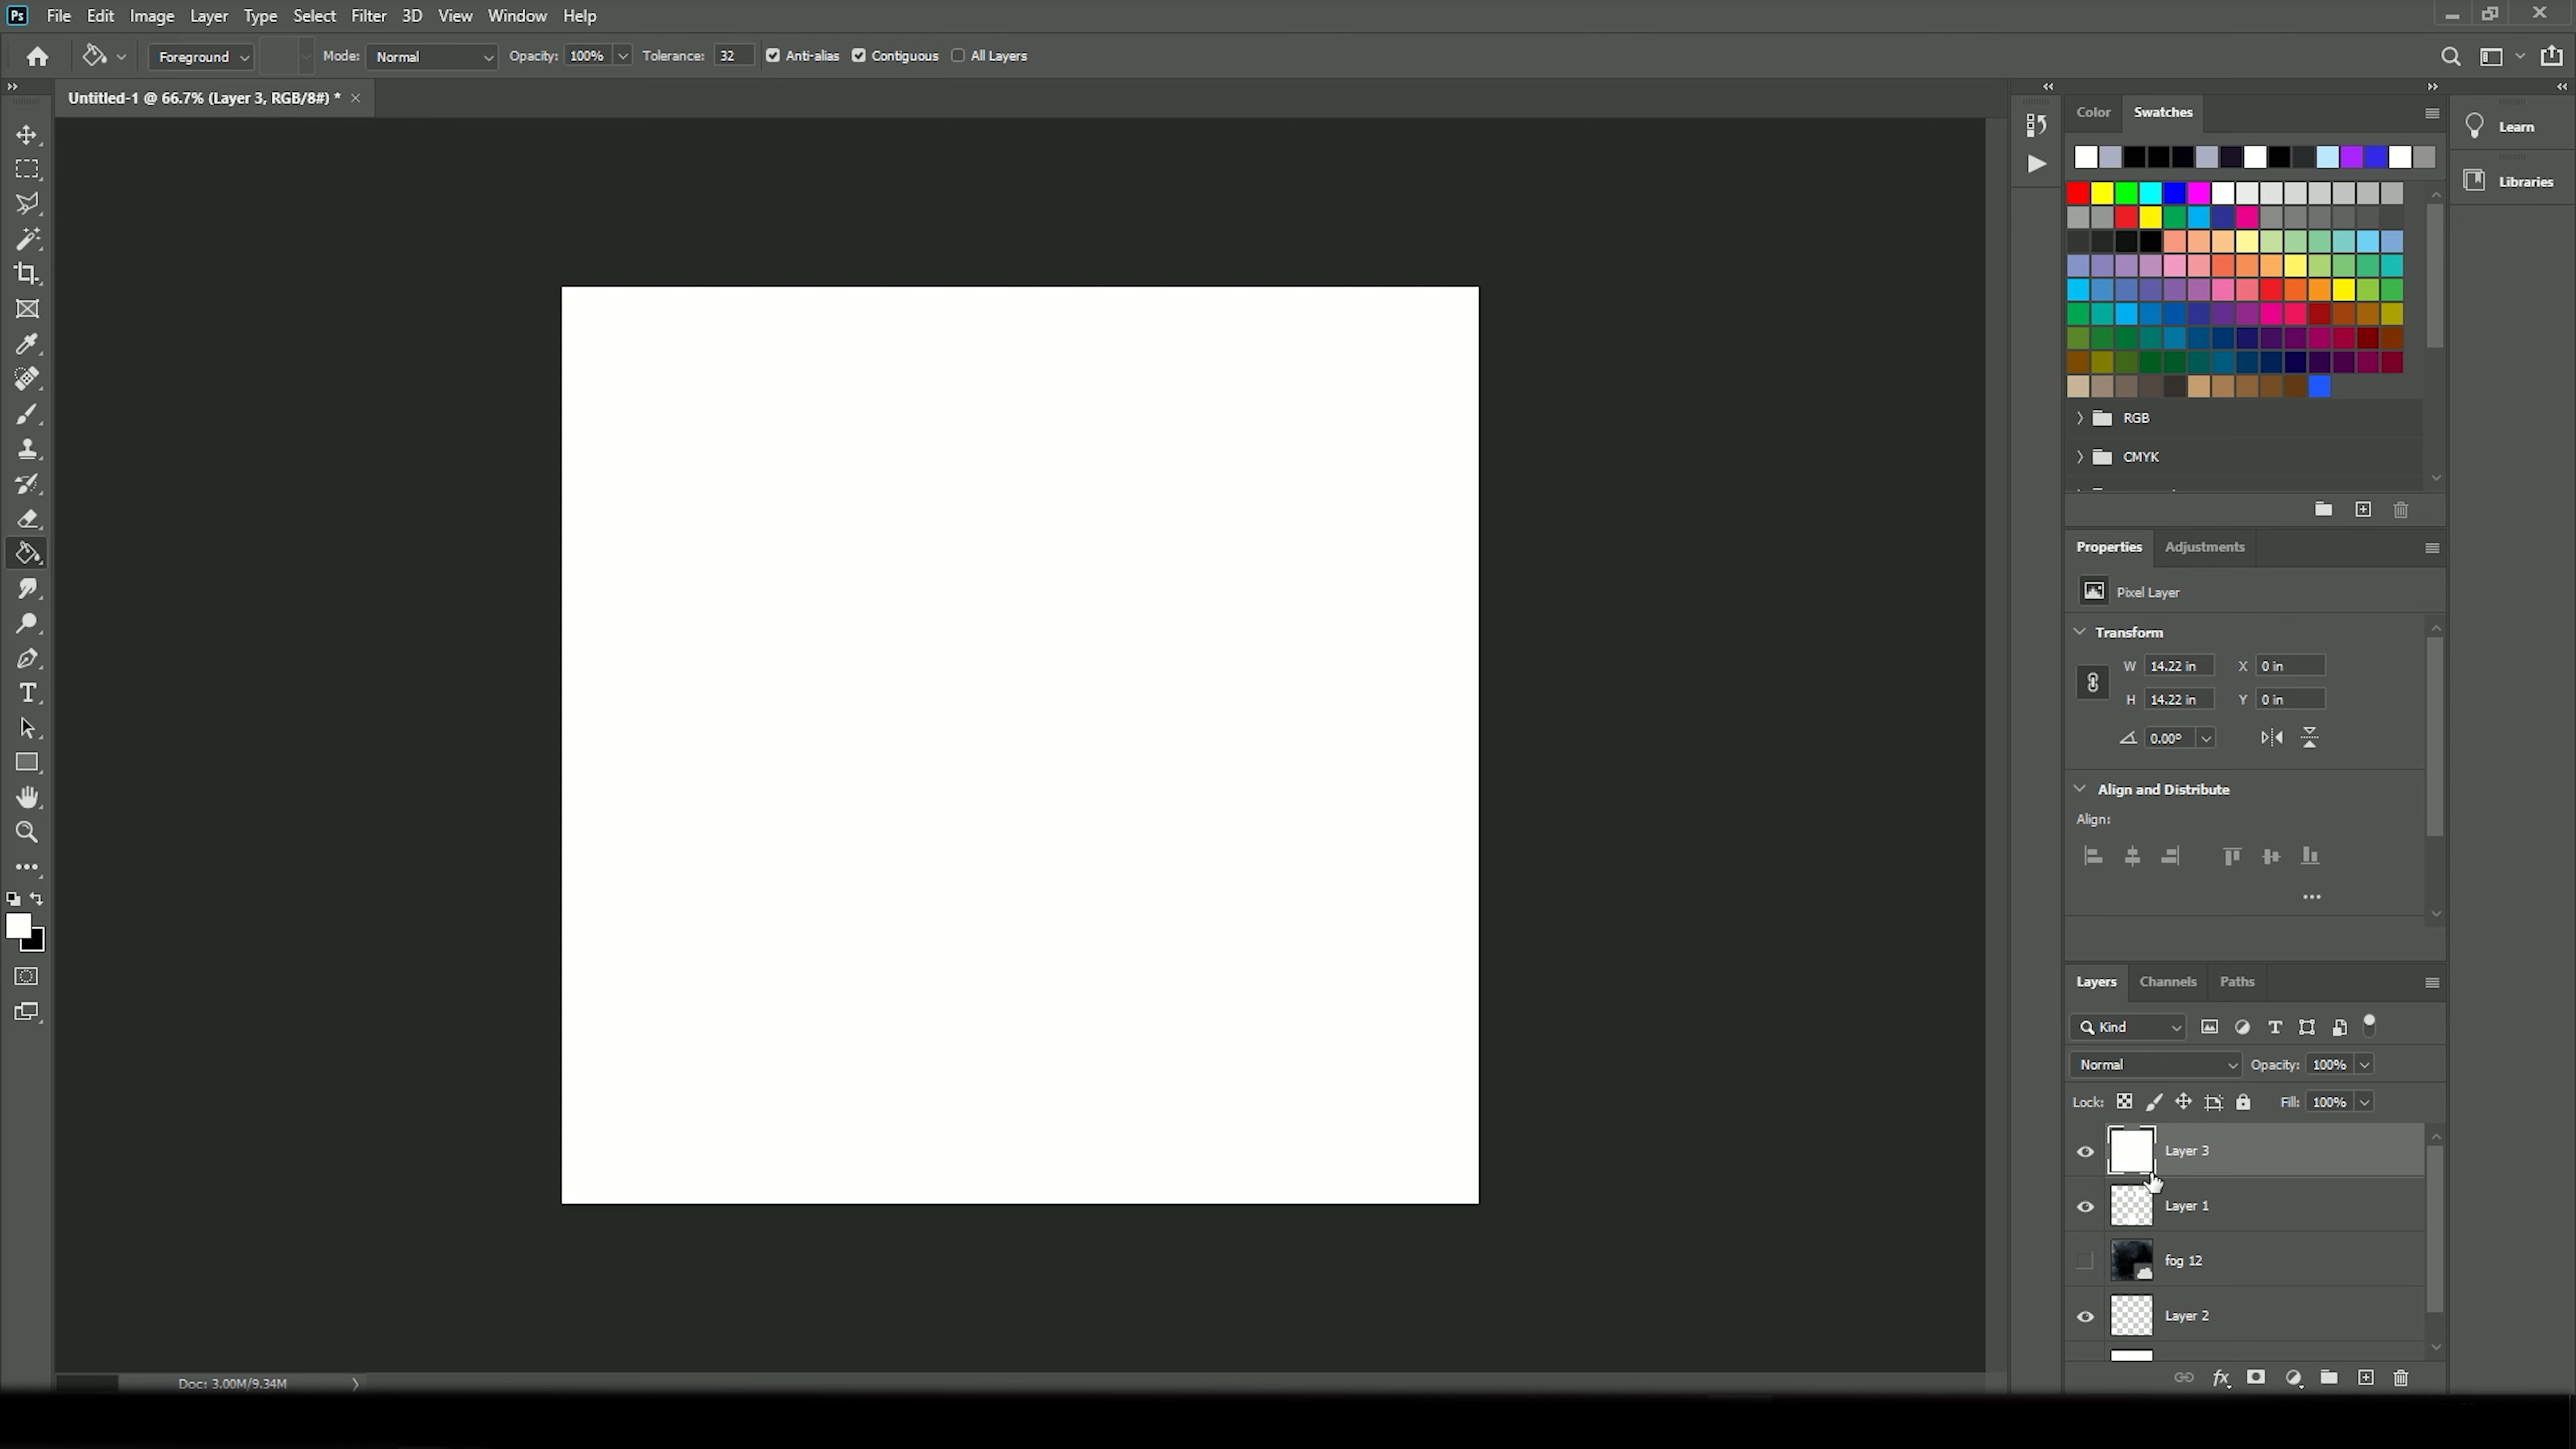 Ps File Edit Image Layer Type Select Filter 3D View Window Help
Foreground Mode: Normal Opacity: 100% Tolerance: 32 Anti-alias Contiguous All Layers
Untitled-1 @ 66.7% (Layer 3, RGB/8#) * ×
Color Swatches
Learn
Libraries
RGB
CMYK
Properties Adjustments
Pixel Layer
Transform
W 14.22 in X 0 in
H 14.22 in Y 0 in
0.00°
Align and Distribute
Align:
Layers Channels Paths
Kind
Normal Opacity: 100%
Lock: Fill: 100%
Layer 3
Layer 1
fog 12
Layer 2
fx
Doc: 3.00M/9.34M